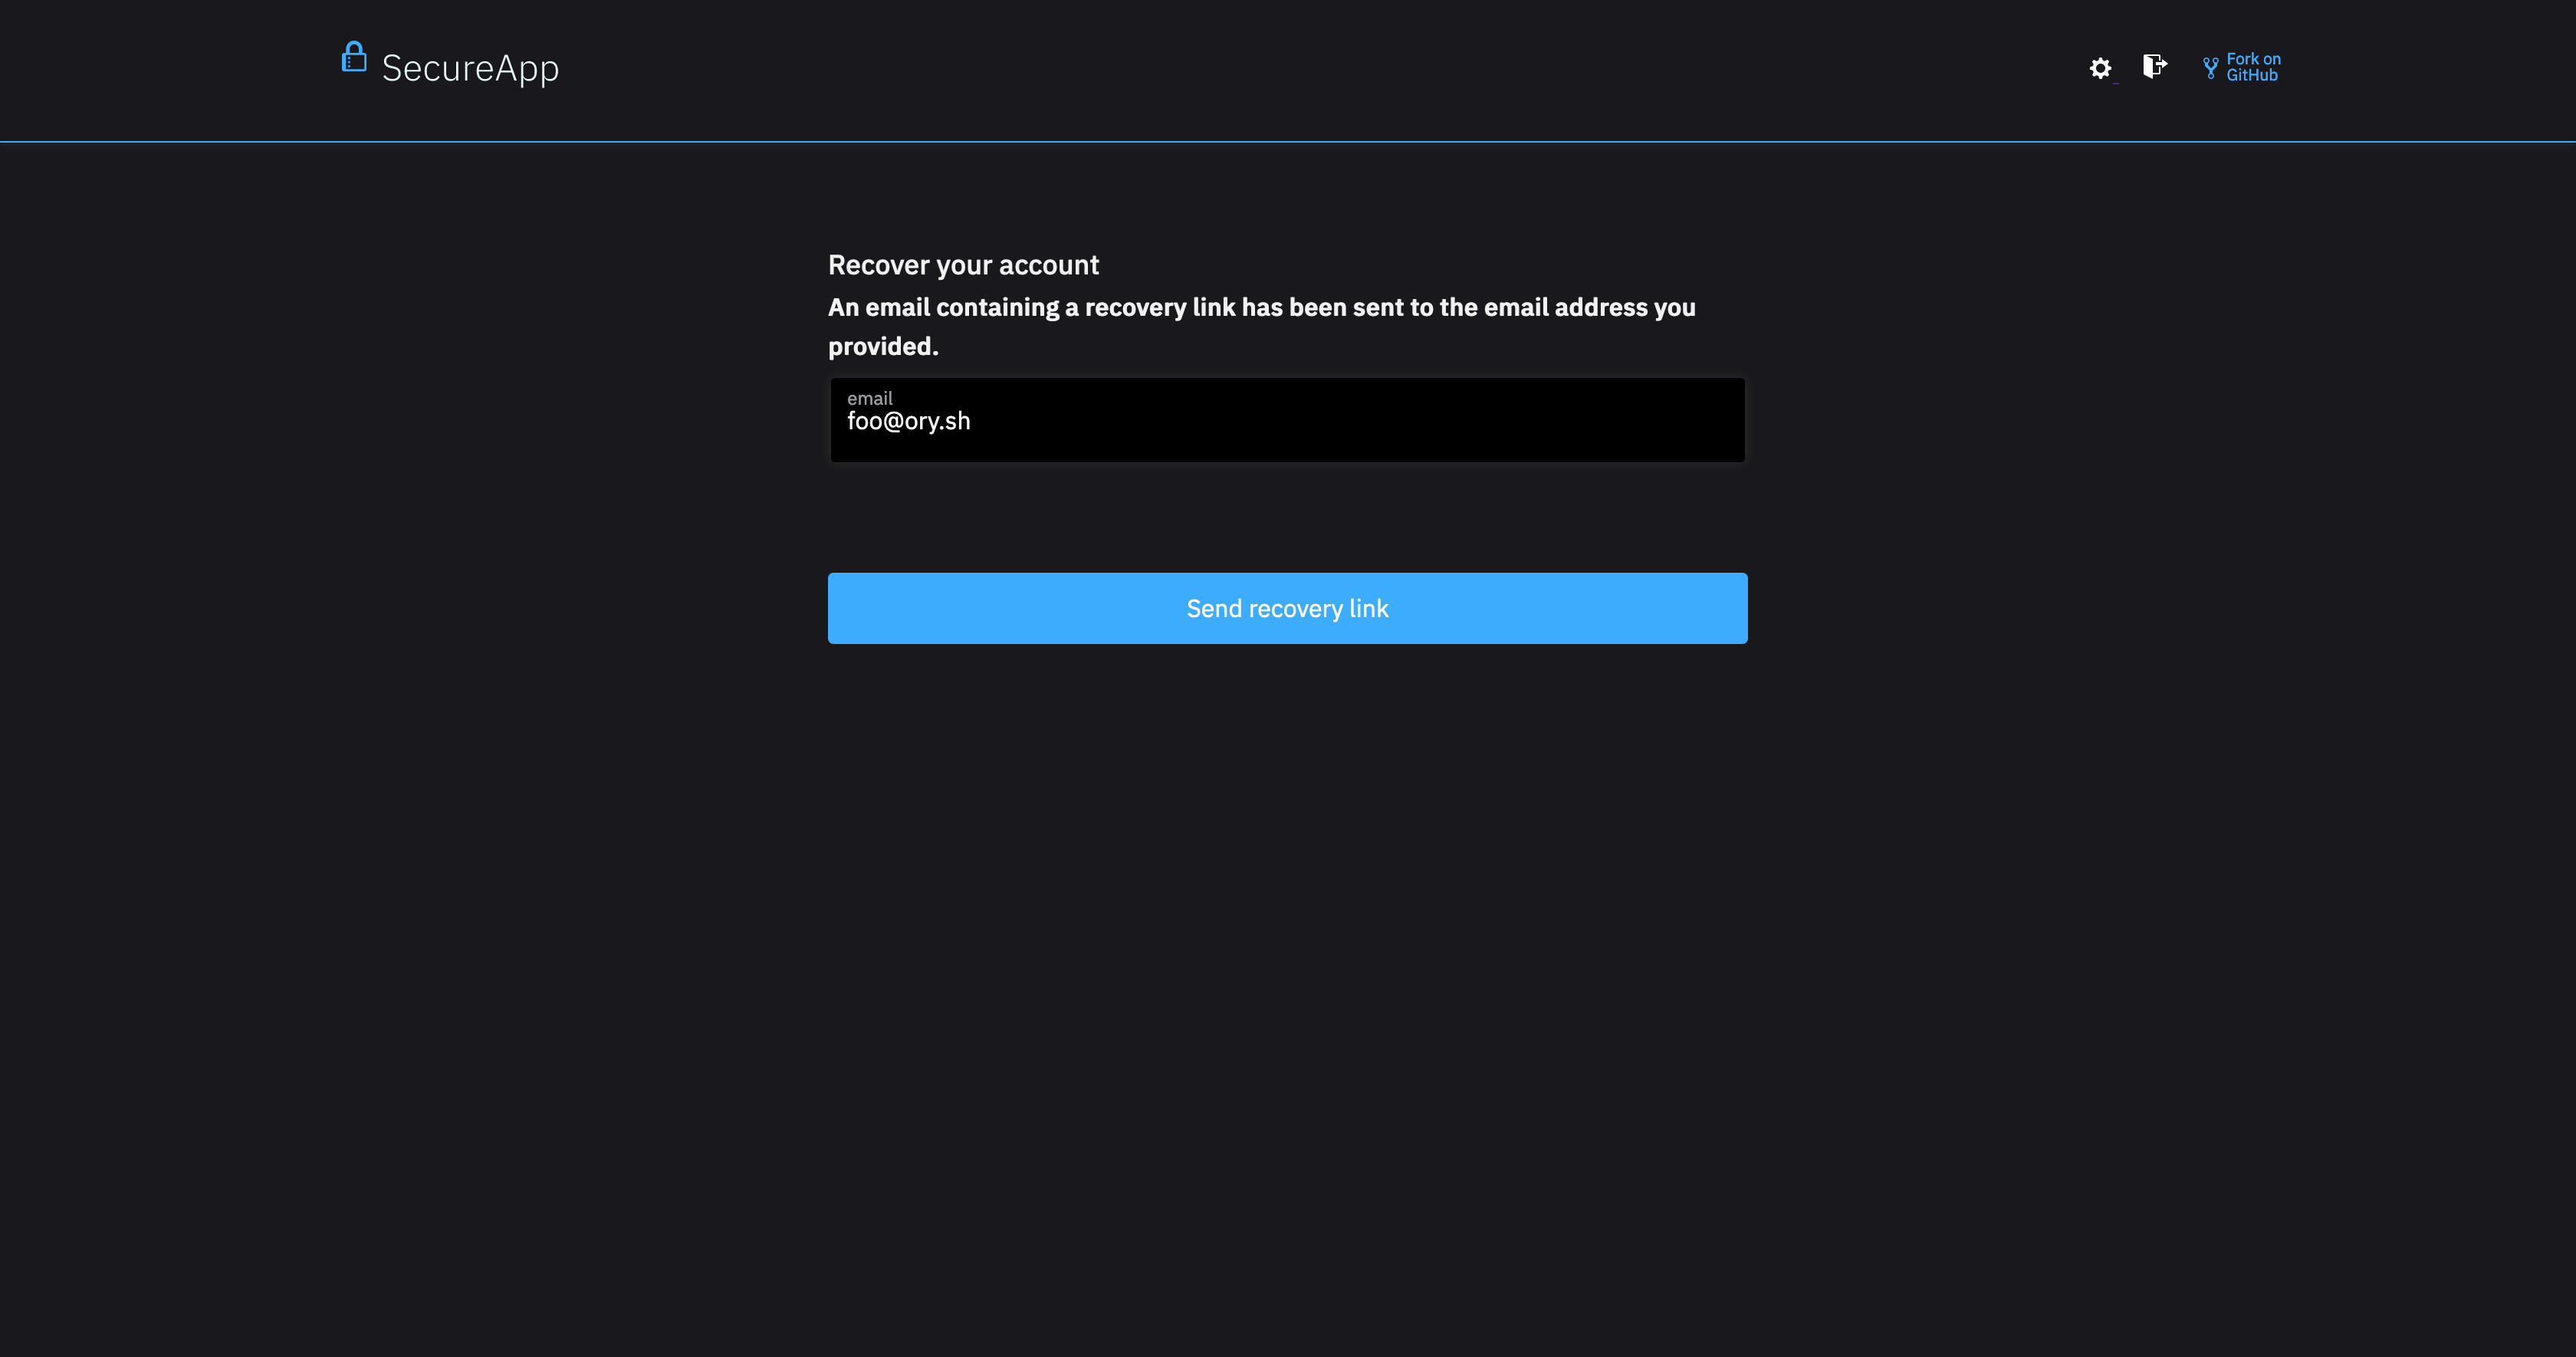 SecureApp
Fork on
GitHub
Recover your account
An email containing a recovery link has been sent to the email address you
provided.
email
foo@ory.sh
Send recovery link